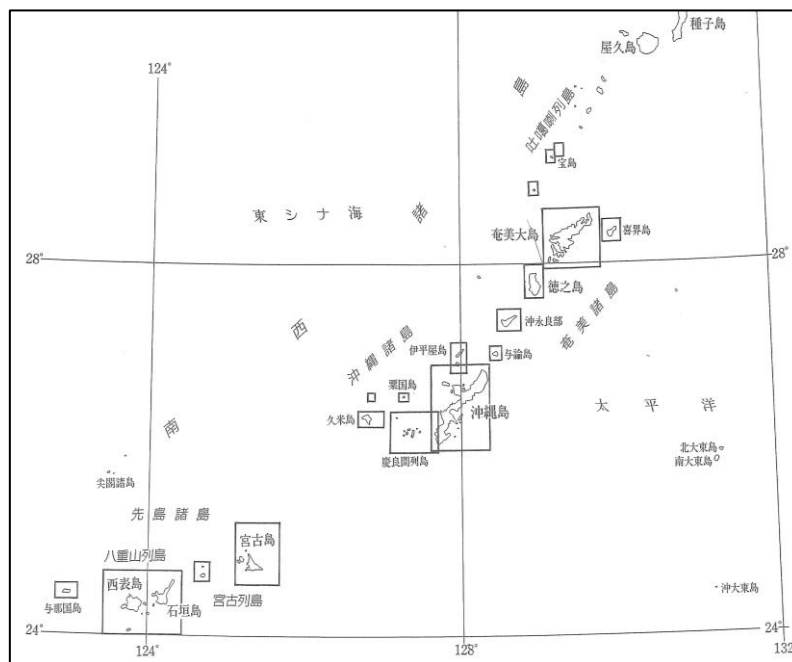 種子島
屋久島
124°
島
吐噶喇列島
宝島
東シナ海
諸
奄美大島
喜界島
28°
28°
徳之島
西
沖永良部
奄美諸島
沖縄諸島
伊平屋島
与論島
粟国島
太平洋
久米島
沖縄島
南
慶良間列島
北大東島
南大東島
尖閣諸島
先島諸島
宮古島
八重山列島
西表島
沖大東島
与那国島
石垣島
宮古列島
24°
24°
124°
128°
132